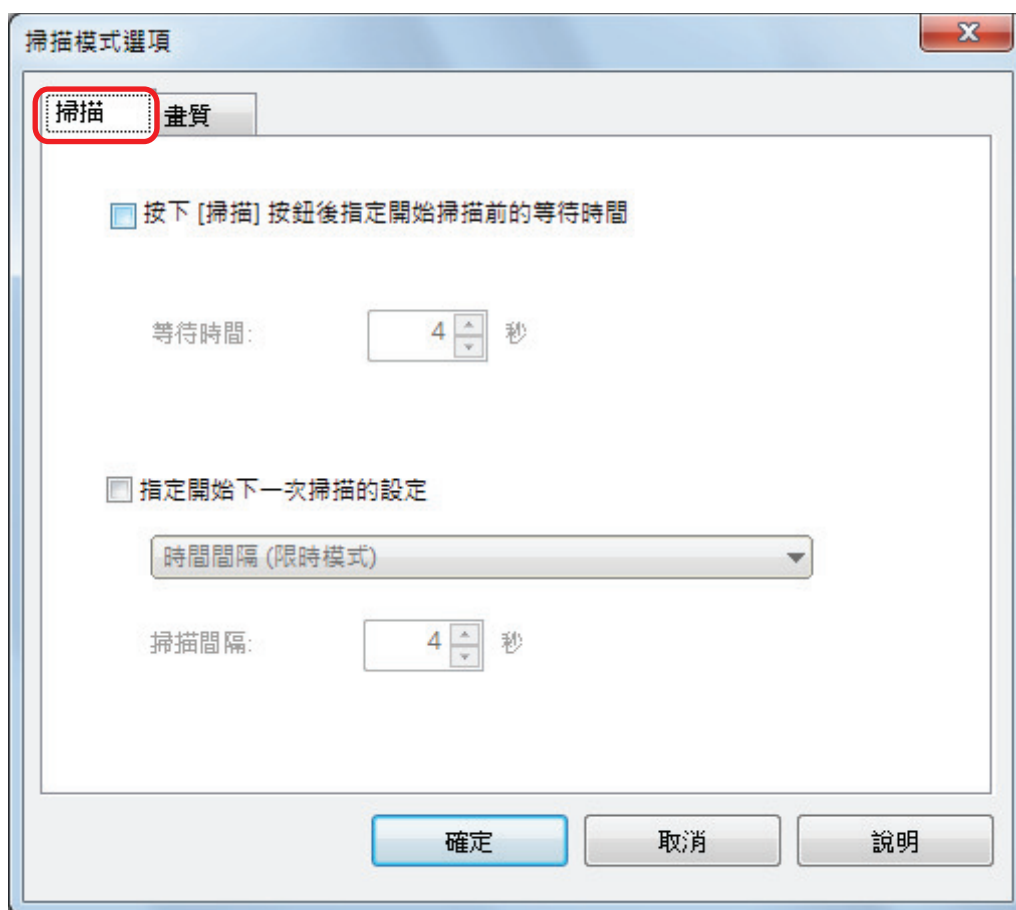 掃描模式選項
掃描 畫質
按下 [掃描] 按鈕後指定開始掃描前的等待時間
等待時間: 4 秒
指定開始下一次掃描的設定
時間間隔 (限時模式)
掃描間隔: 4 秒
確定 取消 說明